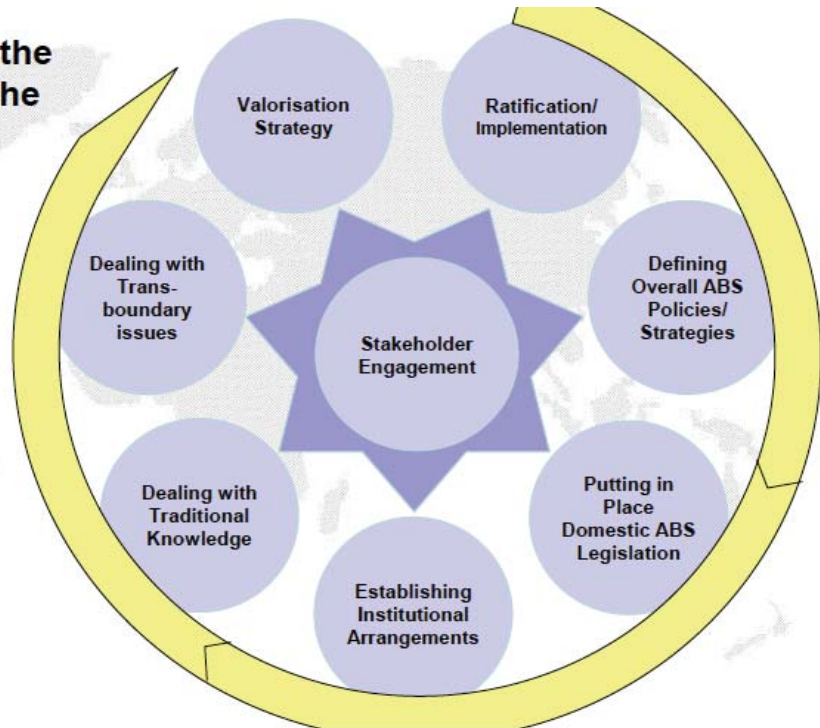 the
he
Valorisation
Strategy
Ratification/
Implementation
Dealing with
Trans-
boundary
issues
Defining
Overall ABS
Policies/
Strategies
Stakeholder
Engagement
Dealing with
Traditional
Knowledge
Putting in
Place
Domestic ABS
Legislation
Establishing
Institutional
Arrangements